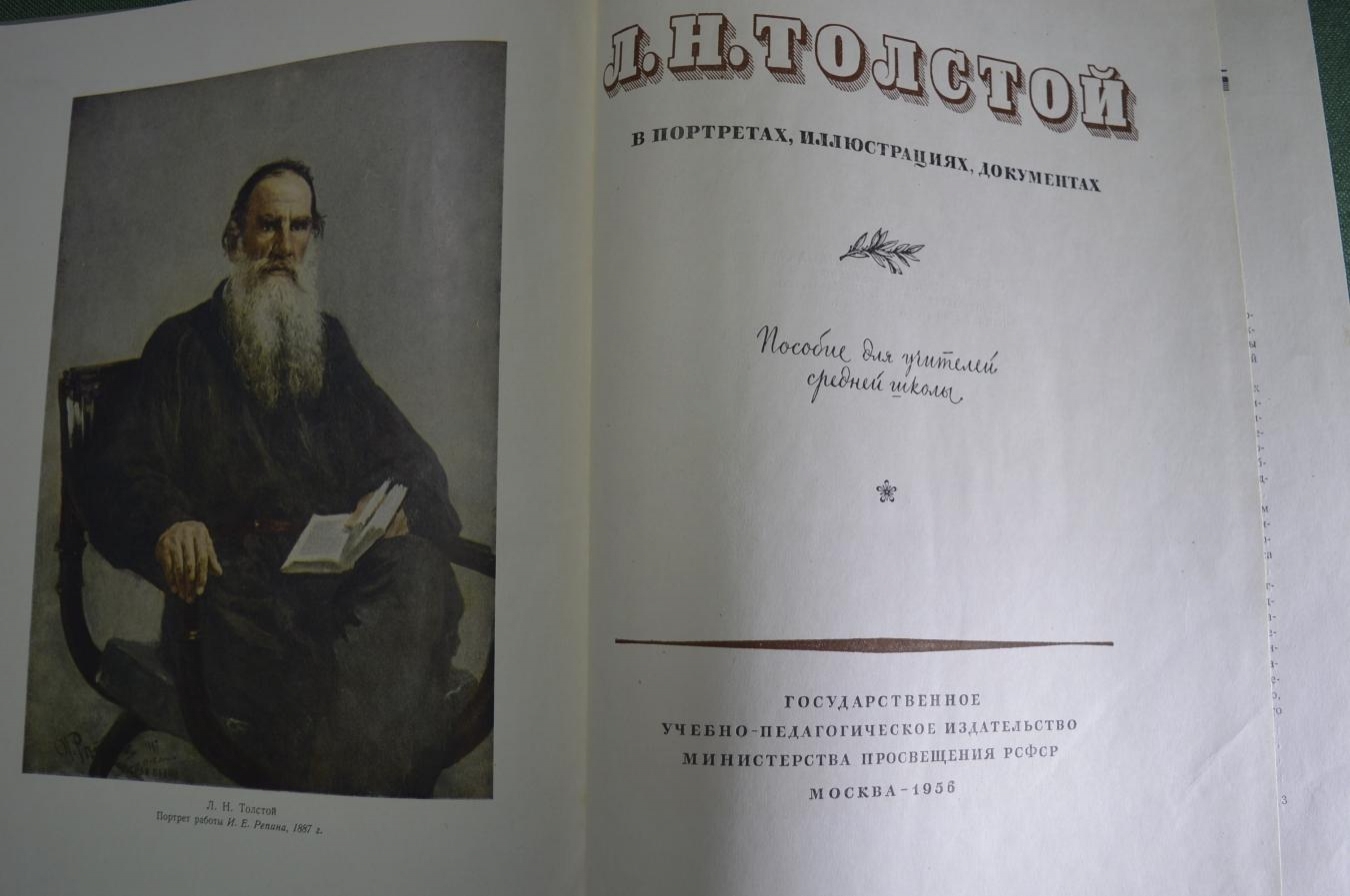 Л. Н. Толстой
Портрет работы И. Е. Репина, 1887 г.
Л.Н.ТОЛСТОЙ
В ПОРТРЕТАХ, ИЛЛЮСТРАЦИЯХ, ДОКУМЕНТАХ
Пособие для учителей
средней школы
ГОСУДАРСТВЕННОЕ
УЧЕБНО-ПЕДАГОГИЧЕСКОЕ ИЗДАТЕЛЬСТВО
МИНИСТЕРСТВА ПРОСВЕЩЕНИЯ РСФСР
МОСКВА-1956
3